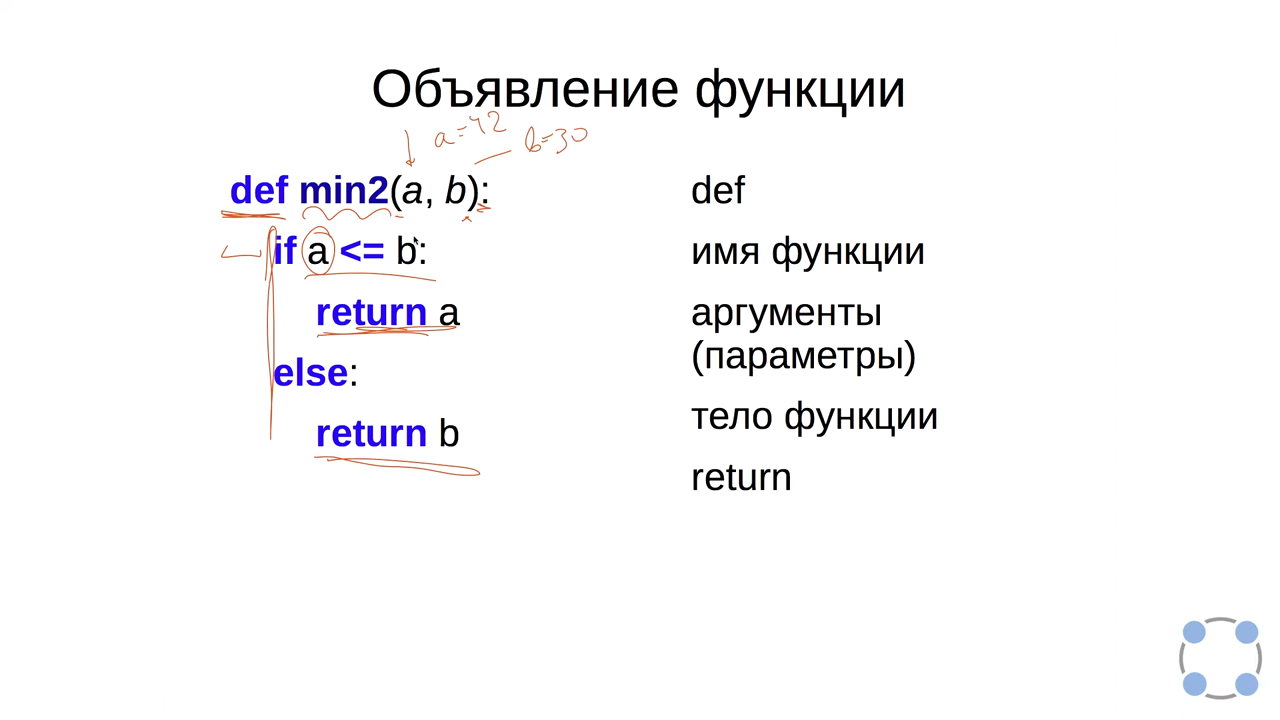 Объявление функции
a=42
b=30
def min2(a, b):
if a <= b:
return a
else:
return b
def
имя функции
аргументы
(параметры)
тело функции
return